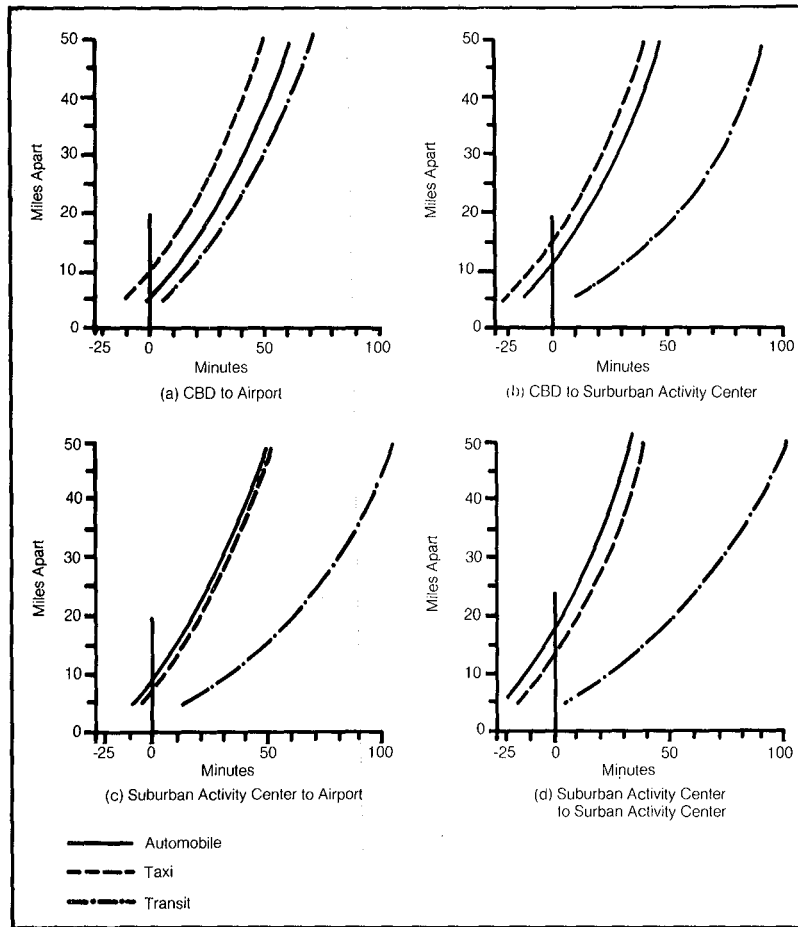 50
40
30
20
10
0
Miles Apart
-25 0 50 100
Minutes
(a) CBD to Airport
50
40
30
20
10
0
Miles Apart
-25 0 50 100
Minutes
(b) CBD to Surburban Activity Center
50
40
30
20
10
0
Miles Apart
-25 0 50 100
Minutes
(c) Suburban Activity Center to Airport
50
40
30
20
10
0
Miles Apart
-25 0 50 100
Minutes
(d) Suburban Activity Center
to Surban Activity Center
Automobile
Taxi
Transit